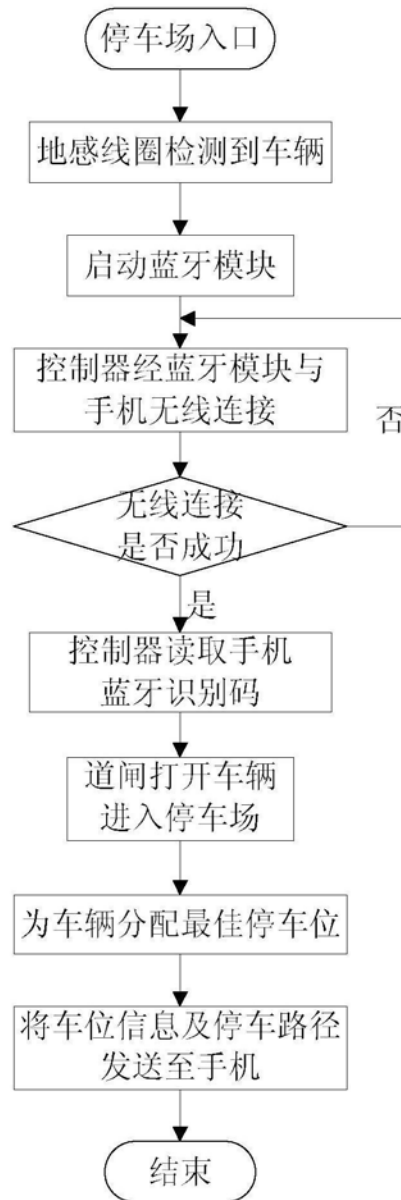 停车场入口
地感线圈检测到车辆
启动蓝牙模块
控制器经蓝牙模块与
手机无线连接
否
无线连接
是否成功
是
控制器读取手机
蓝牙识别码
道闸打开车辆
进入停车场
为车辆分配最佳停车位
将车位信息及停车路径
发送至手机
结束